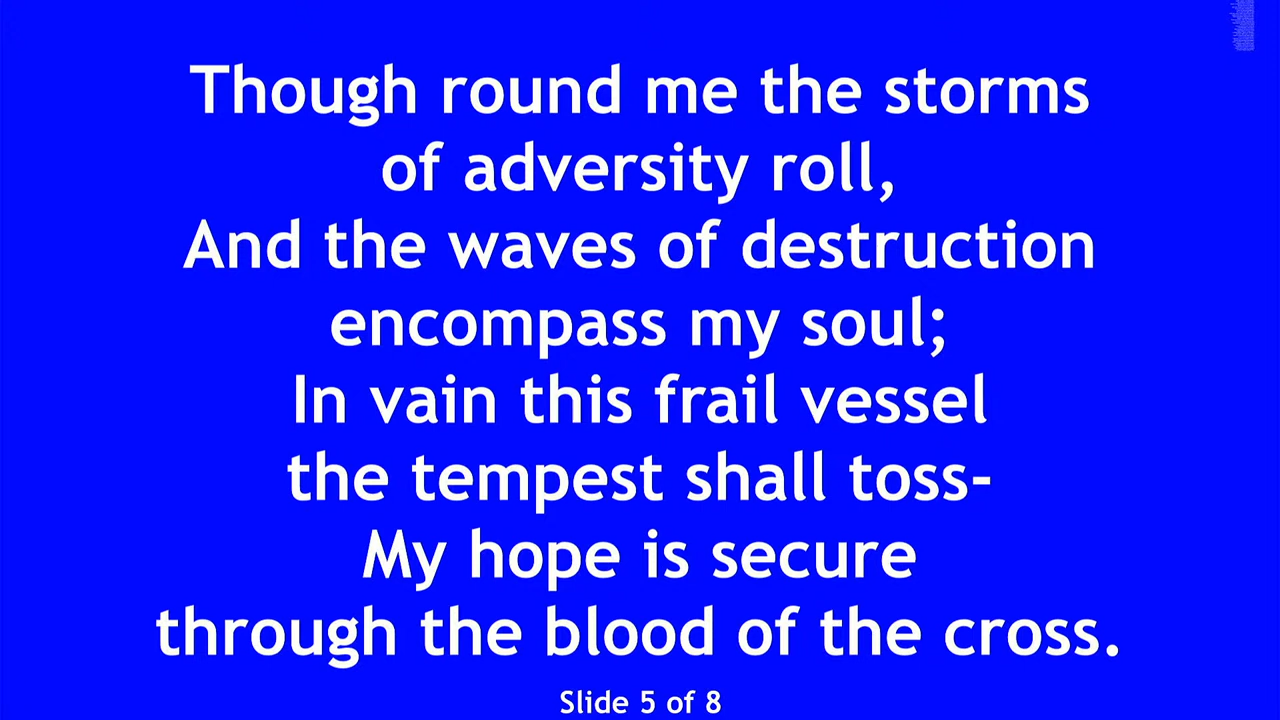 Though round me the storms
of adversity roll,
And the waves of destruction
encompass my soul;
In vain this frail vessel
the tempest shall toss-
My hope is secure
through the blood of the cross.
Slide 5 of 8